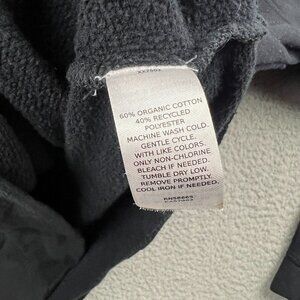 60% ORGANIC COTTON
40% RECYCLED
POLYESTER
MACHINE WASH COLD.
GENTLE CYCLE.
WITH LIKE COLORS.
ONLY NON-CHLORINE
BLEACH IF NEEDED.
TUMBLE DRY LOW.
REMOVE PROMPTLY.
COOL IRON IF NEEDED.